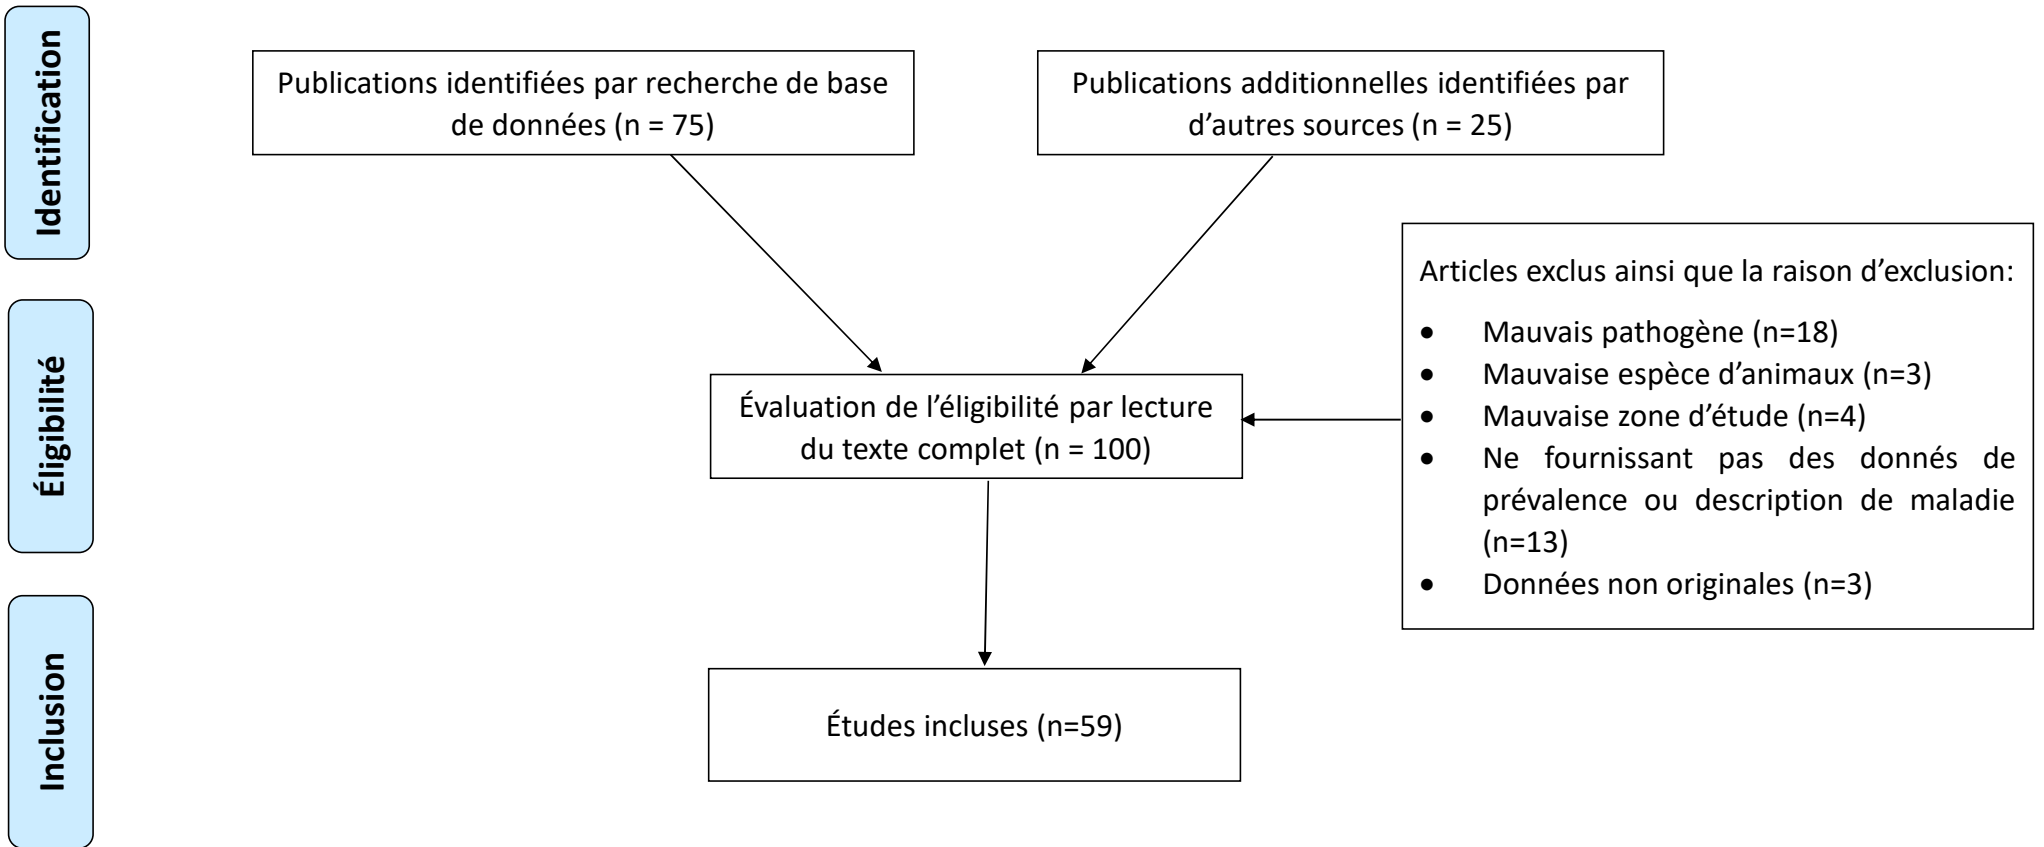 Identification
Publications identifiées par recherche de base
de données (n = 75)
Publications additionnelles identifiées par
d'autres sources (n = 25)
Articles exclus ainsi que la raison d’exclusion:
• Mauvais pathogène (n=18)
• Mauvaise espèce d’animaux (n=3)
• Mauvaise zone d’étude (n=4)
• Ne fournissant pas des donnés de
prévalence ou description de maladie
(n=13)
• Données non originales (n=3)
Éligibilité
Évaluation de l’éligibilité par lecture
du texte complet (n = 100)
Inclusion
Études incluses (n=59)